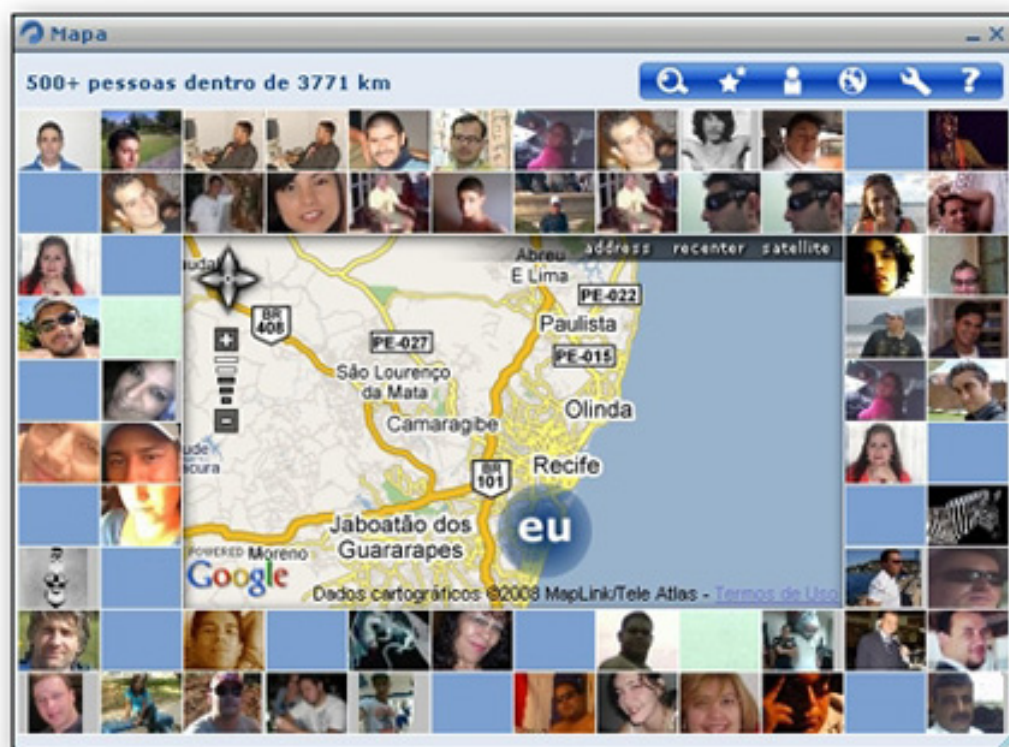 Mapa
500+ pessoas dentro de 3771 km
?
address recenter satellite
Abreu
E Lima
PE-022
BR
408
Paulista
PE-027
PE-015
São Lourenço
da Mata
Olinda
Camaragibe
Recife
BR
101
Jaboatão dos
Guararapes
eu
POWERED
Moreno
Google
Dados cartográficos ©2008 MapLink/Tele Atlas - Termos de Uso